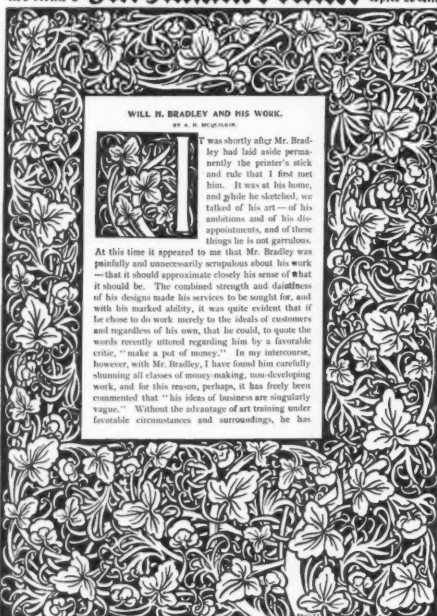 WILL H. BRADLEY AND HIS WORK.
BY A. H. MCQUILKIN.
IT was shortly after Mr. Brad-
ley had laid aside perma-
nently the printer's stick
and rule that I first met
him. It was at his home,
and while he sketched, we
talked of his art — of his
ambitions and of his dis-
appointments, and of these
things he is not garrulous.
At this time it appeared to me that Mr. Bradley was
painfully and unnecessarily scrupulous about his work
— that it should approximate closely his sense of what
it should be. The combined strength and daintiness
of his designs made his services to be sought for, and
with his marked ability, it was quite evident that if
he chose to do work merely to the ideals of customers
and regardless of his own, that he could, to quote the
words recently uttered regarding him by a favorable
critic, "make a pot of money." In my intercourse,
however, with Mr. Bradley, I have found him carefully
shunning all classes of money-making, non-developing
work, and for this reason, perhaps, it has freely been
commented that "his ideas of business are singularly
vague." Without the advantage of art training under
favorable circumstances and surroundings, he has